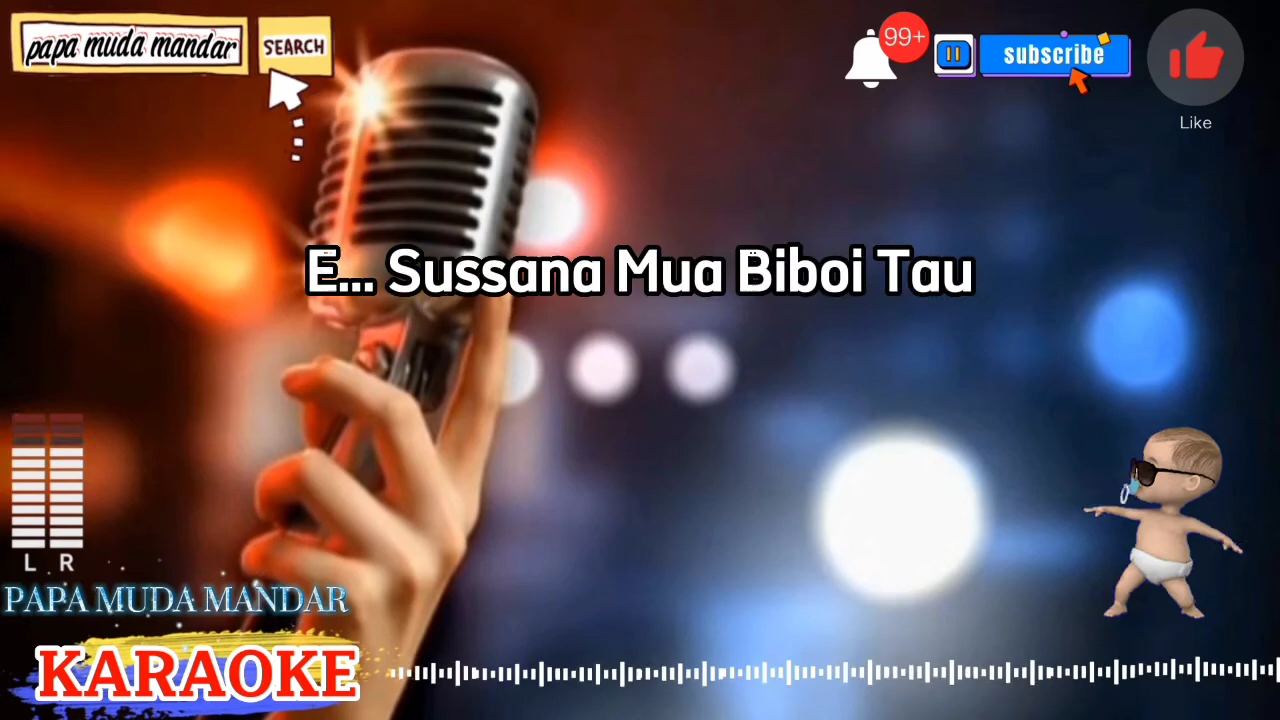 papa muda mandar
SEARCH
99+
subscribe
Like
E... Sussana Mua Biboi Tau
L R
PAPA MUDA MANDAR
KARAOKE